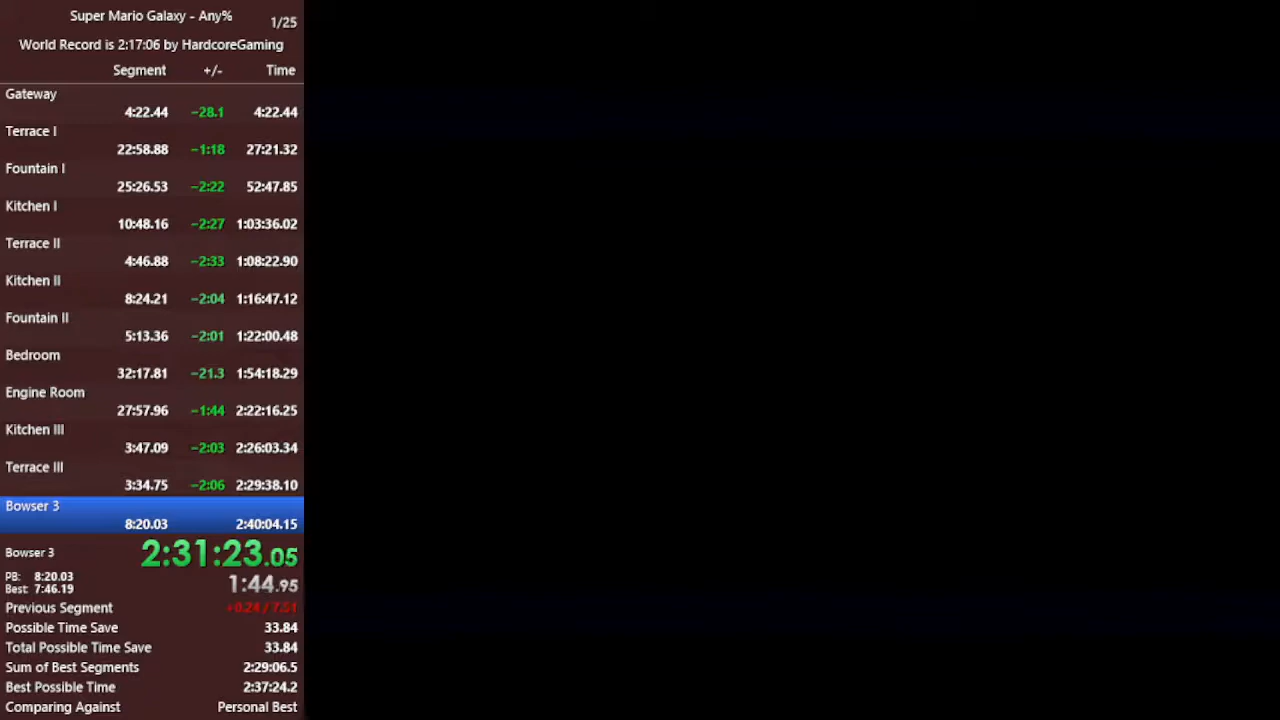 Super Mario Galaxy - Any%
1/25
World Record is 2:17:06 by HardcoreGaming
Segment +/- Time
Gateway
4:22.44 −28.1 4:22.44
Terrace I
22:58.88 −1:18 27:21.32
Fountain I
25:26.53 −2:22 52:47.85
Kitchen I
10:48.16 −2:27 1:03:36.02
Terrace II
4:46.88 −2:33 1:08:22.90
Kitchen II
8:24.21 −2:04 1:16:47.12
Fountain II
5:13.36 −2:01 1:22:00.48
Bedroom
32:17.81 −21.3 1:54:18.29
Engine Room
27:57.96 −1:44 2:22:16.25
Kitchen III
3:47.09 −2:03 2:26:03.34
Terrace III
3:34.75 −2:06 2:29:38.10
Bowser 3
8:20.03 2:40:04.15
Bowser 3 2:31:23.05
PB: 8:20.03 1:44.95
Best: 7:46.19
Previous Segment +0.24 / 7.51
Possible Time Save 33.84
Total Possible Time Save 33.84
Sum of Best Segments 2:29:06.5
Best Possible Time 2:37:24.2
Comparing Against Personal Best